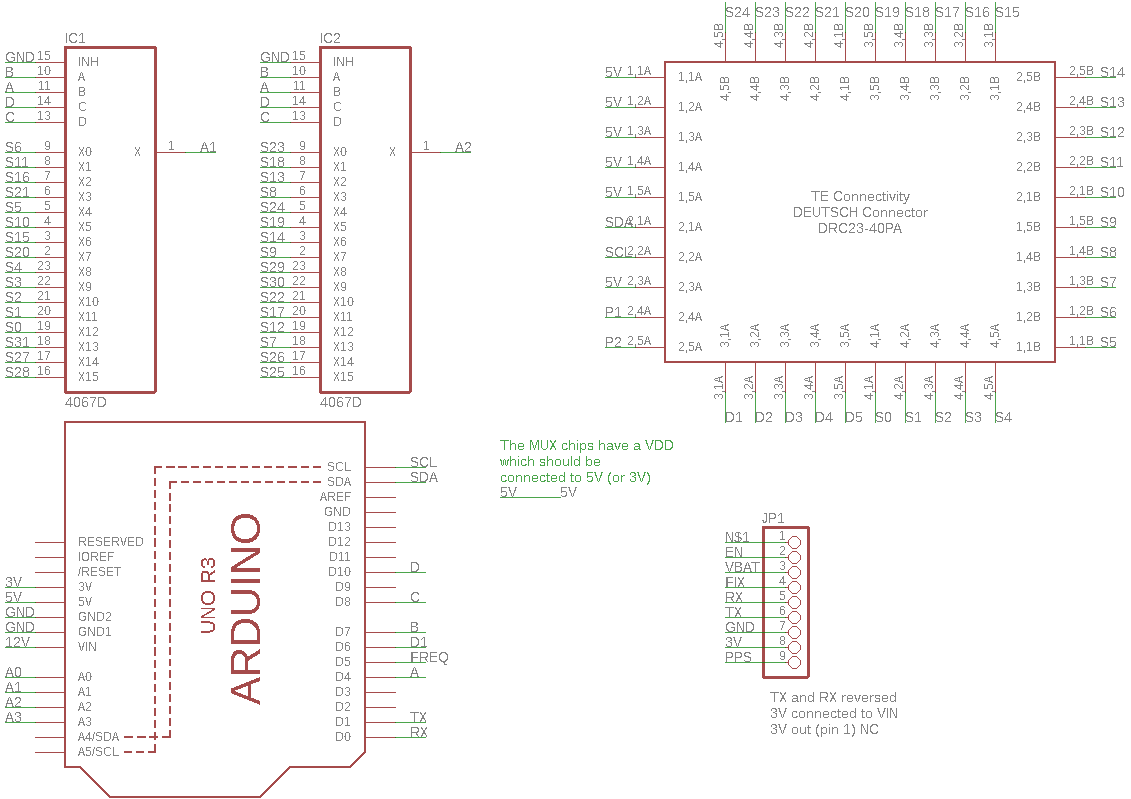 IC1
GND 15 INH
B 10 A
A 11 B
D 14 C
C 13 D
S6 9 X0 X 1 A1
S11 8 X1
S16 7 X2
S21 6 X3
S5 5 X4
S10 4 X5
S15 3 X6
S20 2 X7
S4 23 X8
S3 22 X9
S2 21 X10
S1 20 X11
S0 19 X12
S31 18 X13
S27 17 X14
S28 16 X15
4067D
IC2
GND 15 INH
B 10 A
A 11 B
D 14 C
C 13 D
S23 9 X0 X 1 A2
S18 8 X1
S13 7 X2
S8 6 X3
S24 5 X4
S19 4 X5
S14 3 X6
S9 2 X7
S29 23 X8
S30 22 X9
S22 21 X10
S17 20 X11
S12 19 X12
S7 18 X13
S26 17 X14
S25 16 X15
4067D
S24 S23 S22 S21 S20 S19 S18 S17 S16 S15
4,5B 4,4B 4,3B 4,2B 4,1B 3,5B 3,4B 3,3B 3,2B 3,1B
4,5B 4,4B 4,3B 4,2B 4,1B 3,5B 3,4B 3,3B 3,2B 3,1B
5V 1,1A 1,1A 2,5B 2,5B S14
5V 1,2A 1,2A 2,4B 2,4B S13
5V 1,3A 1,3A 2,3B 2,3B S12
5V 1,4A 1,4A 2,2B 2,2B S11
5V 1,5A 1,5A 2,1B 2,1B S10
SDA 2,1A 2,1A 1,5B 1,5B S9
SCL 2,2A 2,2A 1,4B 1,4B S8
5V 2,3A 2,3A 1,3B 1,3B S7
P1 2,4A 2,4A 1,2B 1,2B S6
P2 2,5A 2,5A 1,1B 1,1B S5
TE Connectivity
DEUTSCH Connector
DRC23-40PA
3,1A 3,2A 3,3A 3,4A 3,5A 4,1A 4,2A 4,3A 4,4A 4,5A
3,1A 3,2A 3,3A 3,4A 3,5A 4,1A 4,2A 4,3A 4,4A 4,5A
D1 D2 D3 D4 D5 S0 S1 S2 S3 S4
The MUX chips have a VDD
which should be
connected to 5V (or 3V)
5V 5V
SCL SCL
SDA SDA
AREF
GND
D13
RESERVED D12
IOREF D11
/RESET D10 D
3V 3V D9
5V 5V D8 C
GND GND2
GND GND1 D7 B
12V VIN D6 D1
D5 FREQ
A0 A0 D4 A
A1 A1 D3
A2 A2 D2
A3 A3 D1 TX
A4/SDA D0 RX
A5/SCL
UNO R3
ARDUINO
JP1
N$1 1
EN 2
VBAT 3
FIX 4
RX 5
TX 6
GND 7
3V 8
PPS 9
TX and RX reversed
3V connected to VIN
3V out (pin 1) NC